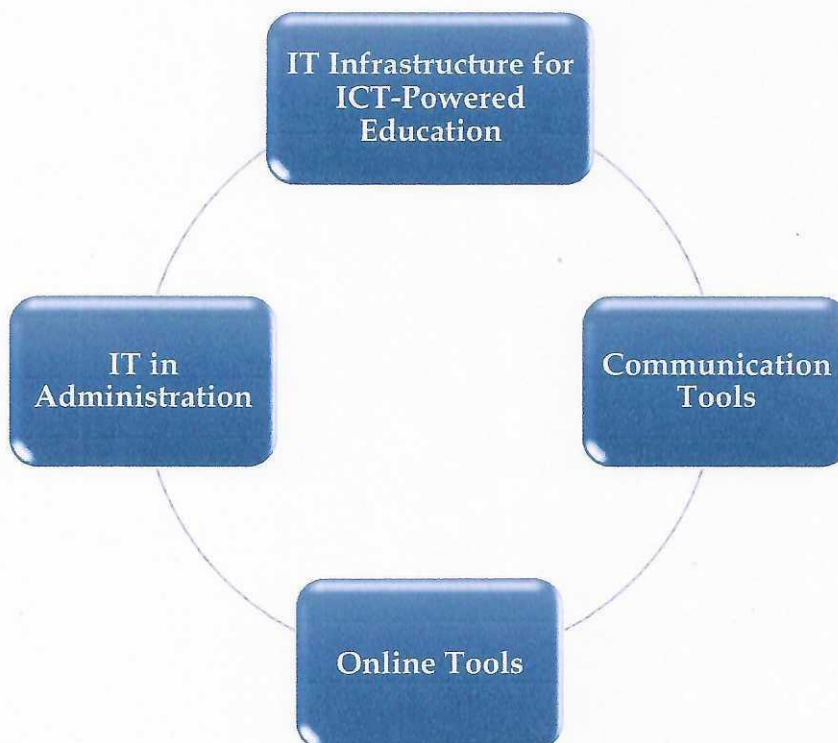 IT Infrastructure for
ICT-Powered
Education
Communication
Tools
Online Tools
IT in
Administration